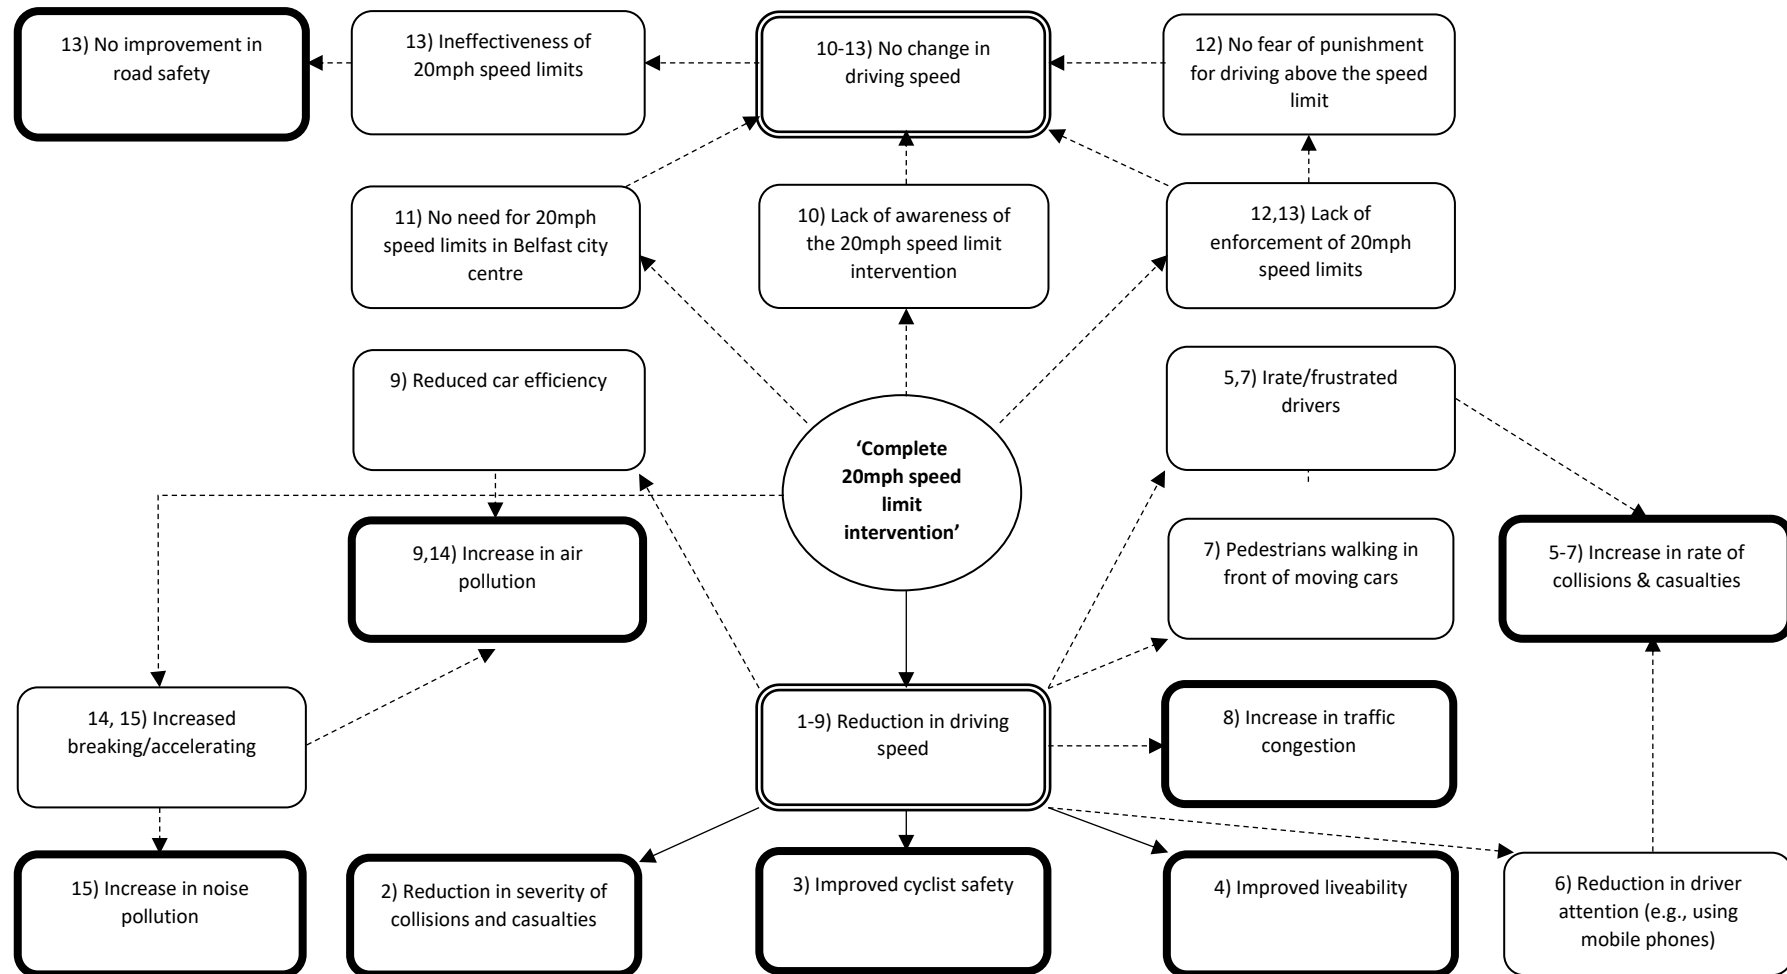 13) No improvement in
road safety
13) Ineffectiveness of
20mph speed limits
10-13) No change in
driving speed
12) No fear of punishment
for driving above the speed
limit
11) No need for 20mph
speed limits in Belfast city
centre
10) Lack of awareness of
the 20mph speed limit
intervention
12,13) Lack of
enforcement of 20mph
speed limits
9) Reduced car efficiency
5,7) Irate/frustrated
drivers
‘Complete
20mph speed
limit
intervention’
9,14) Increase in air
pollution
7) Pedestrians walking in
front of moving cars
5-7) Increase in rate of
collisions & casualties
14, 15) Increased
breaking/accelerating
1-9) Reduction in driving
speed
8) Increase in traffic
congestion
15) Increase in noise
pollution
2) Reduction in severity of
collisions and casualties
3) Improved cyclist safety
4) Improved liveability
6) Reduction in driver
attention (e.g., using
mobile phones)